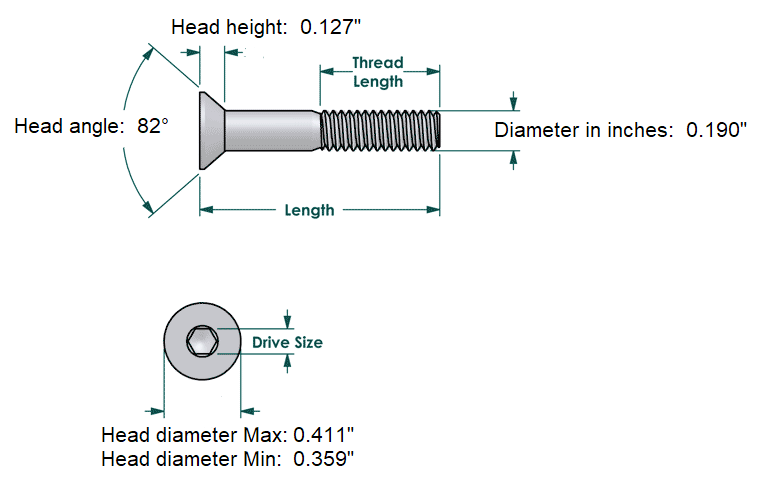 Head height:  0.127"
Thread
Length
Head angle:  82°
Diameter in inches:  0.190"
Length
Drive Size
Head diameter Max: 0.411"
Head diameter Min:  0.359"